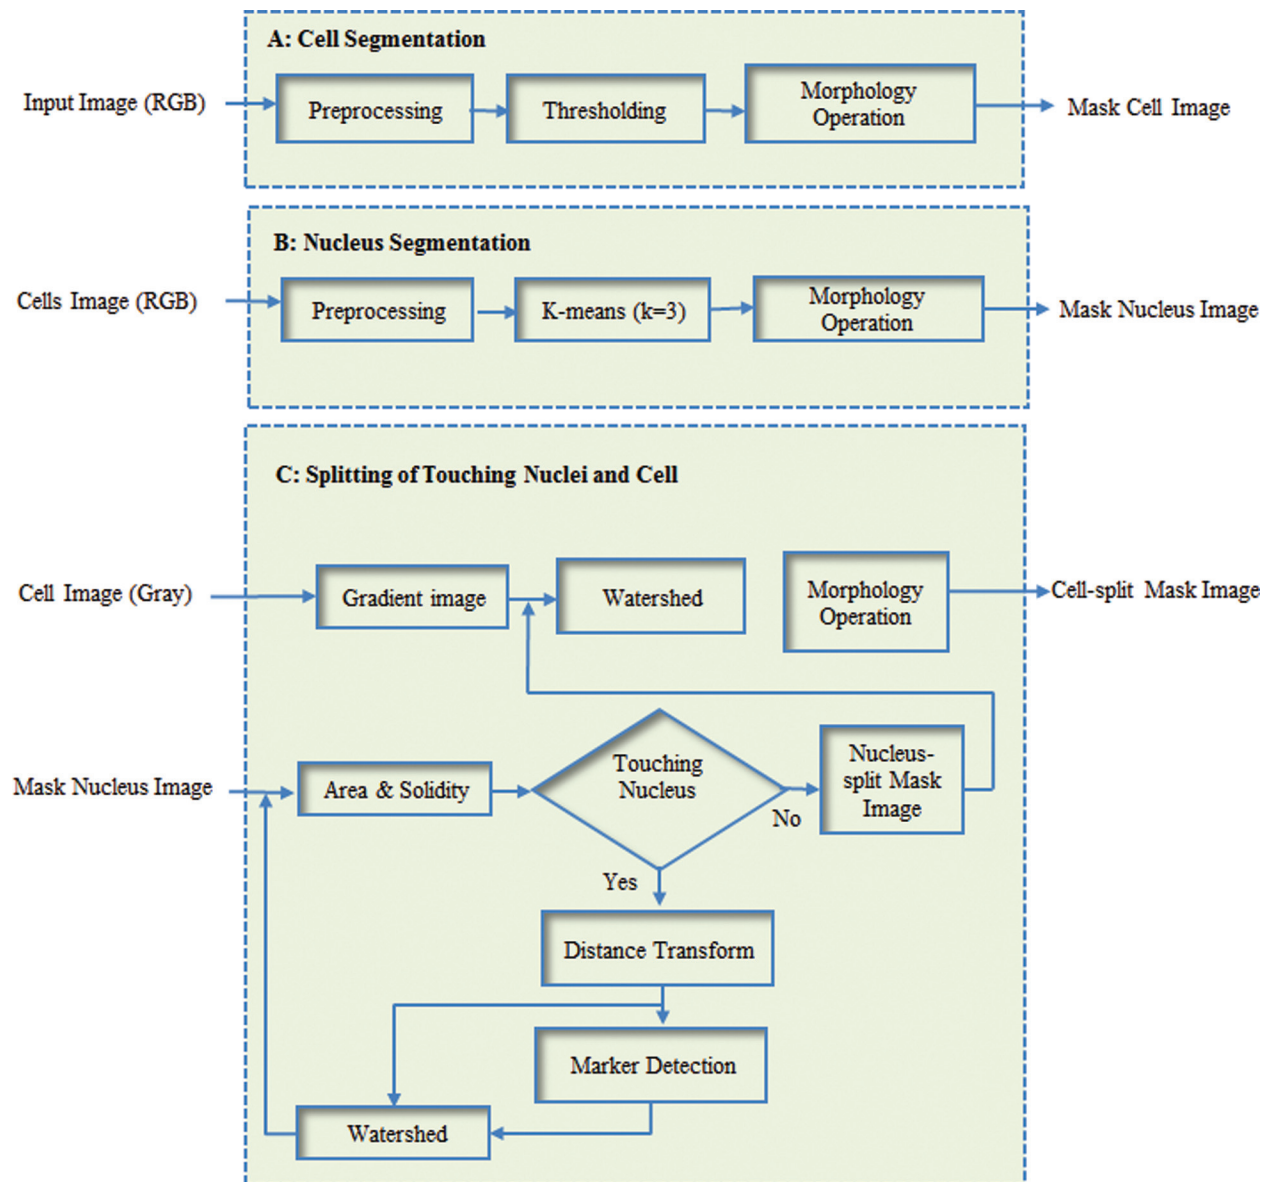 A: Cell Segmentation
Input Image (RGB)
Preprocessing
Thresholding
Morphology
Operation
Mask Cell Image
B: Nucleus Segmentation
Cells Image (RGB)
Preprocessing
K-means (k=3)
Morphology
Operation
Mask Nucleus Image
C: Splitting of Touching Nuclei and Cell
Cell Image (Gray)
Gradient image
Watershed
Morphology
Operation
Cell-split Mask Image
Mask Nucleus Image
Area & Solidity
Touching
Nucleus
No
Nucleus-
split Mask
Image
Yes
Distance Transform
Marker Detection
Watershed